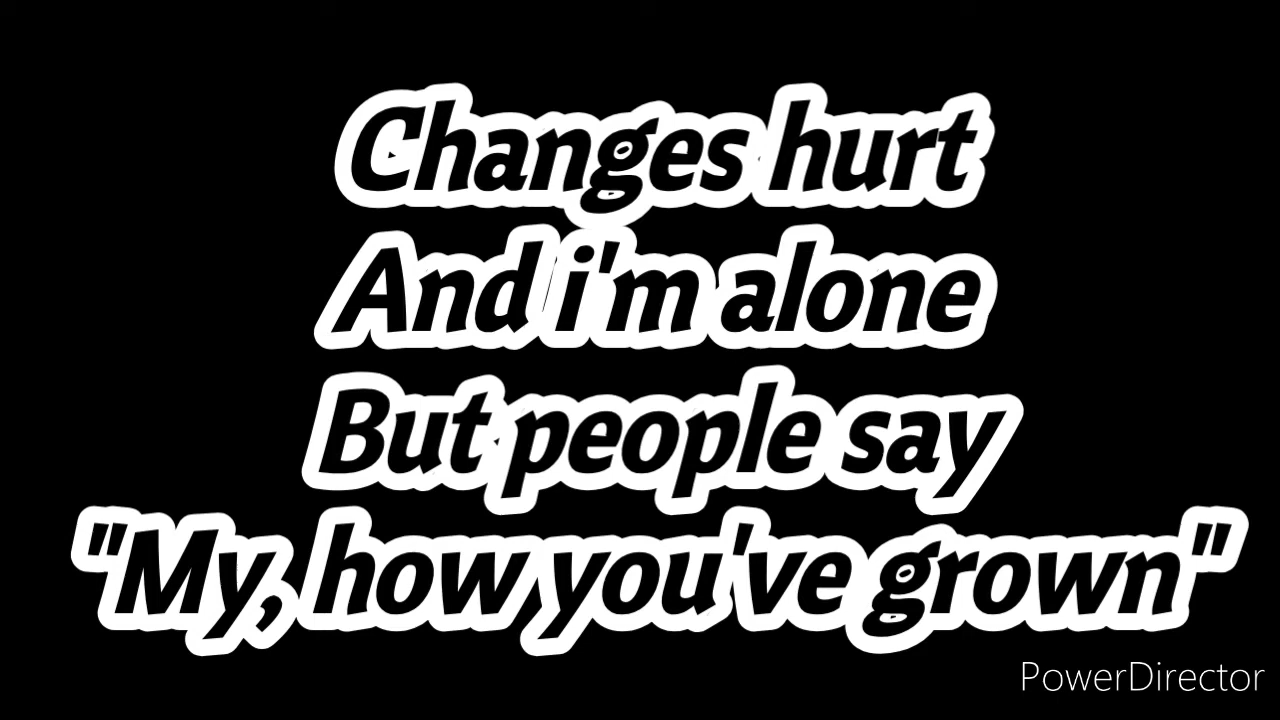 Changes hurt
And i'm alone
But people say
"My, how you've grown"
PowerDirector